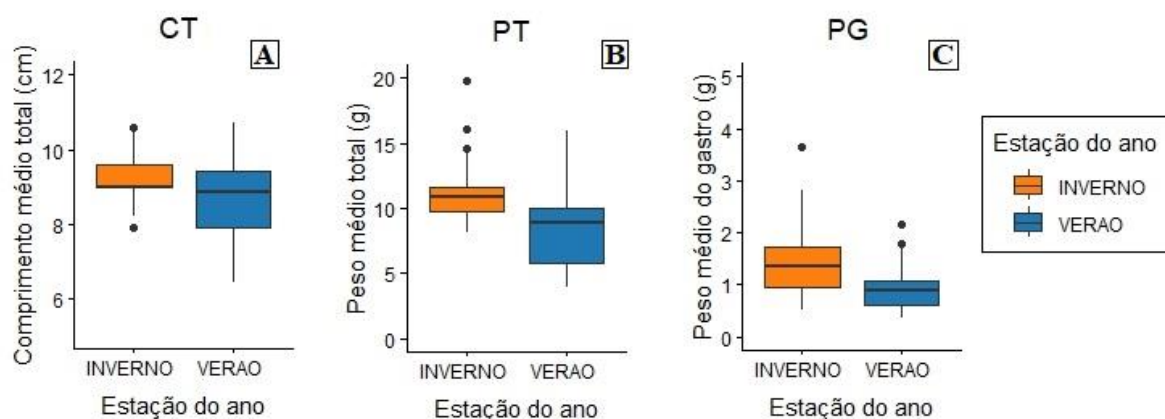 CT
A
Comprimento médio total (cm)
12
10
8
6
INVERNO VERAO
Estação do ano
PT
B
Peso médio total (g)
20
15
10
5
0
INVERNO VERAO
Estação do ano
PG
C
Peso médio do gastro (g)
5
4
3
2
1
0
INVERNO VERAO
Estação do ano
Estação do ano
INVERNO
VERAO